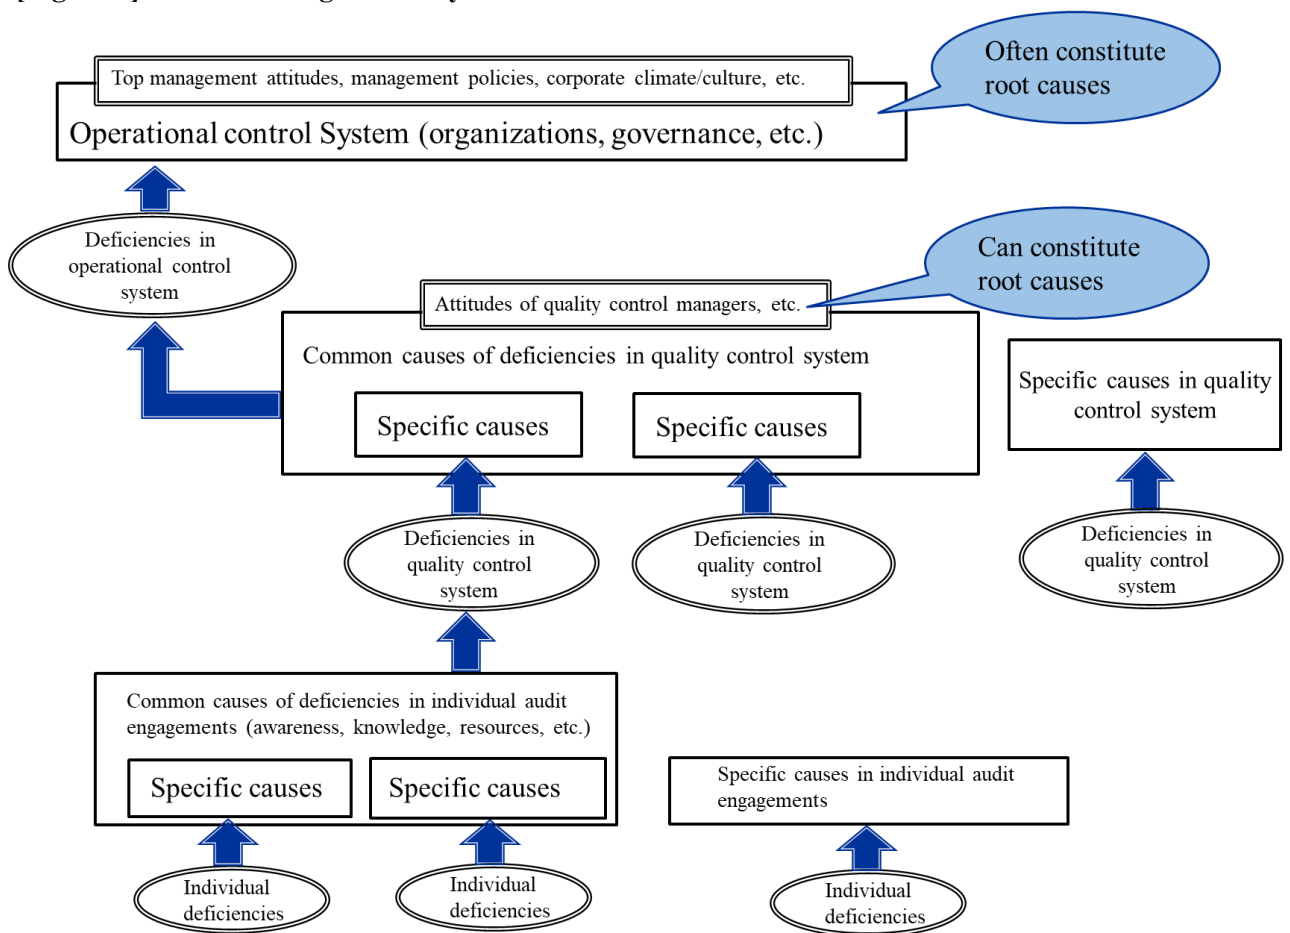 Often constitute
root causes
Top management attitudes, management policies, corporate climate/culture, etc.
Operational control System (organizations, governance, etc.)
Deficiencies in
operational control
system
Can constitute
root causes
Attitudes of quality control managers, etc.
Common causes of deficiencies in quality control system
Specific causes
Specific causes
Specific causes in quality
control system
Deficiencies in
quality control
system
Deficiencies in
quality control
system
Deficiencies in
quality control
system
Common causes of deficiencies in individual audit
engagements (awareness, knowledge, resources, etc.)
Specific causes
Specific causes
Specific causes in individual audit
engagements
Individual
deficiencies
Individual
deficiencies
Individual
deficiencies